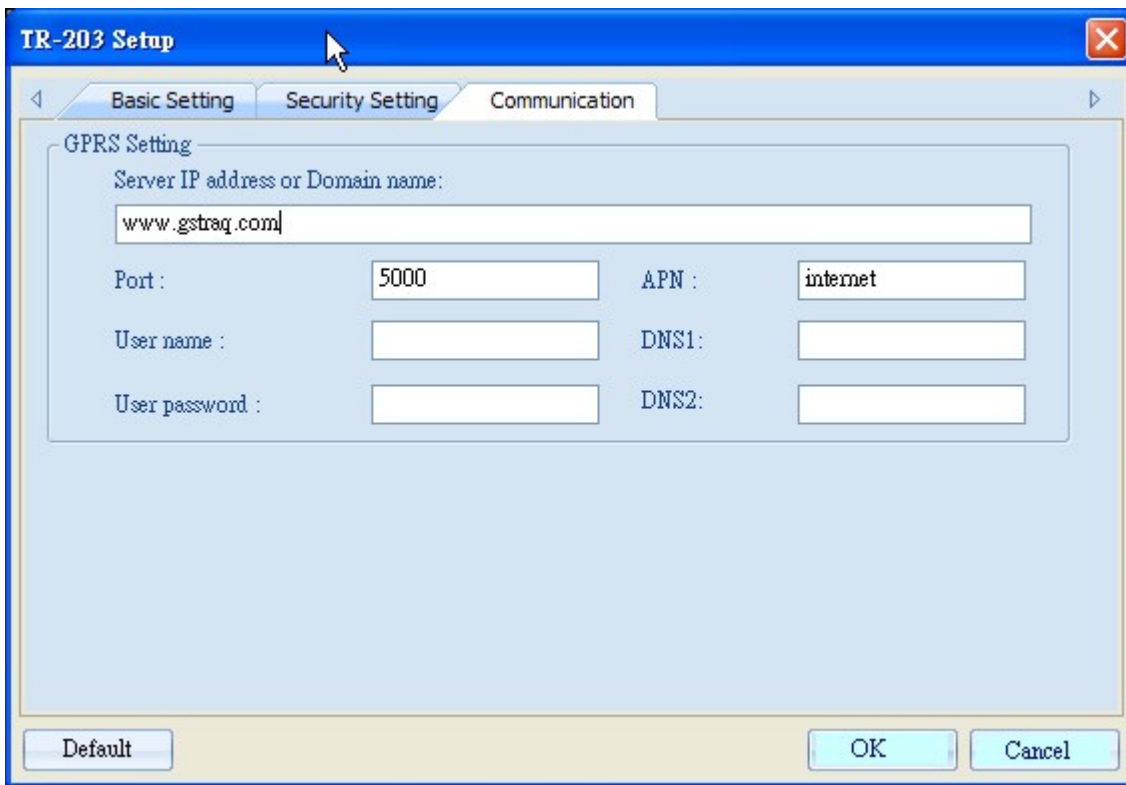 TR-203 Setup
Basic Setting Security Setting Communication
GPRS Setting
Server IP address or Domain name:
www.gstraq.com
Port : 5000 APN : internet
User name : DNS1:
User password : DNS2:
Default OK Cancel